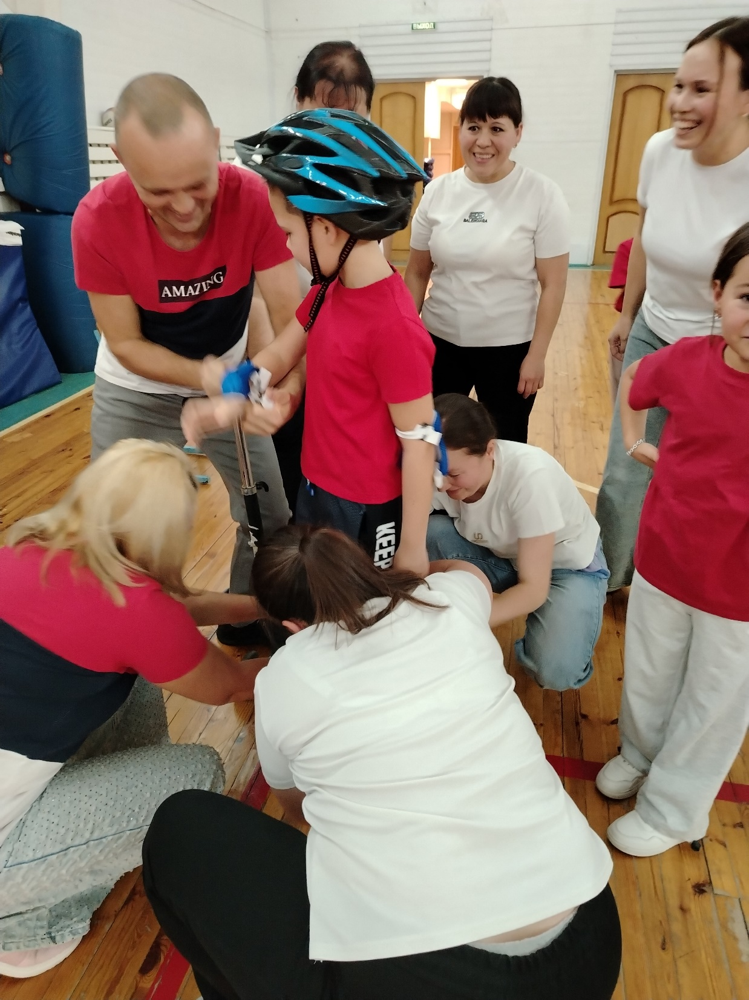 ВЫХОД
BALENCIAGA
AMAZING
KEEP